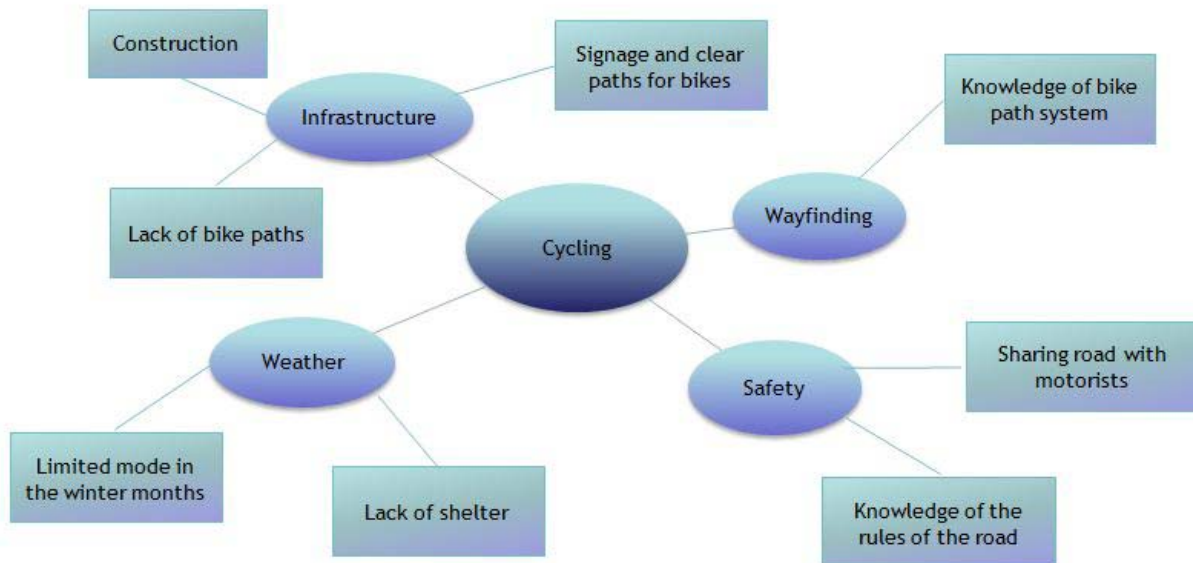 Construction
Signage and clear
paths for bikes
Infrastructure
Knowledge of bike
path system
Lack of bike paths
Wayfinding
Cycling
Weather
Safety
Sharing road with
motorists
Limited mode in
the winter months
Lack of shelter
Knowledge of the
rules of the road